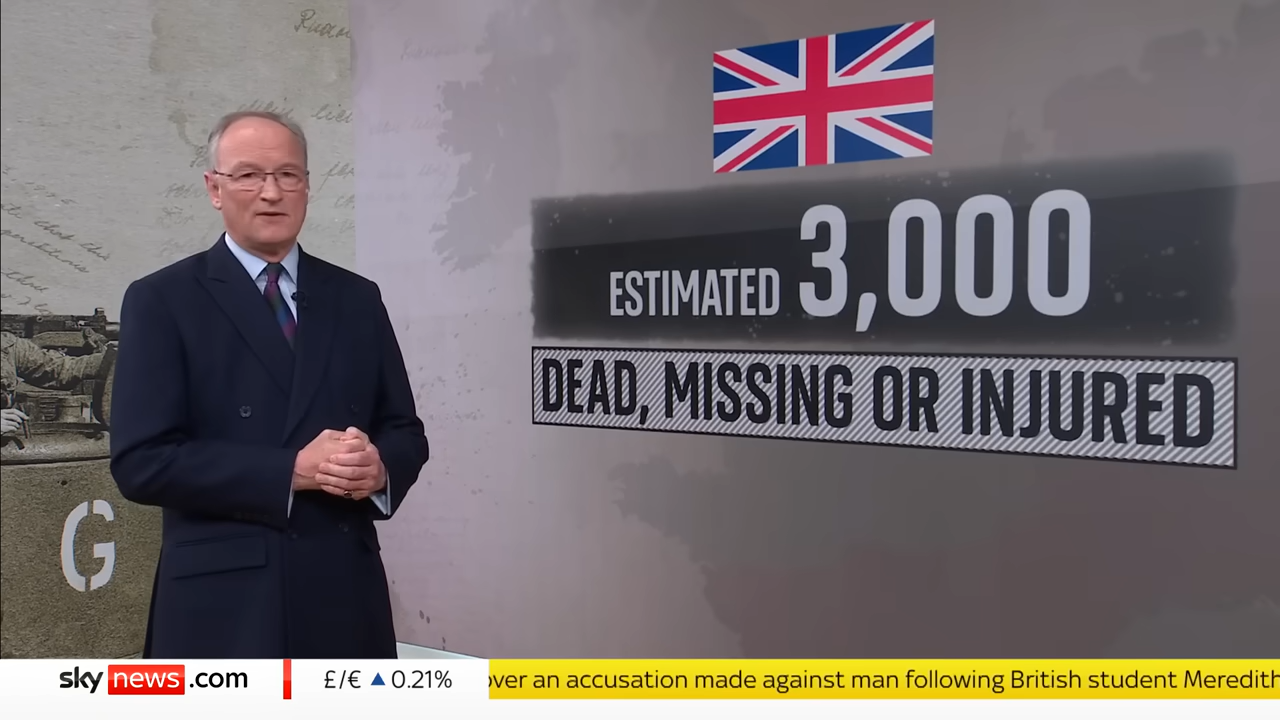 ESTIMATED 3,000
DEAD, MISSING OR INJURED
G
sky news .com
£/€ ▲ 0.21%
over an accusation made against man following British student Meredith